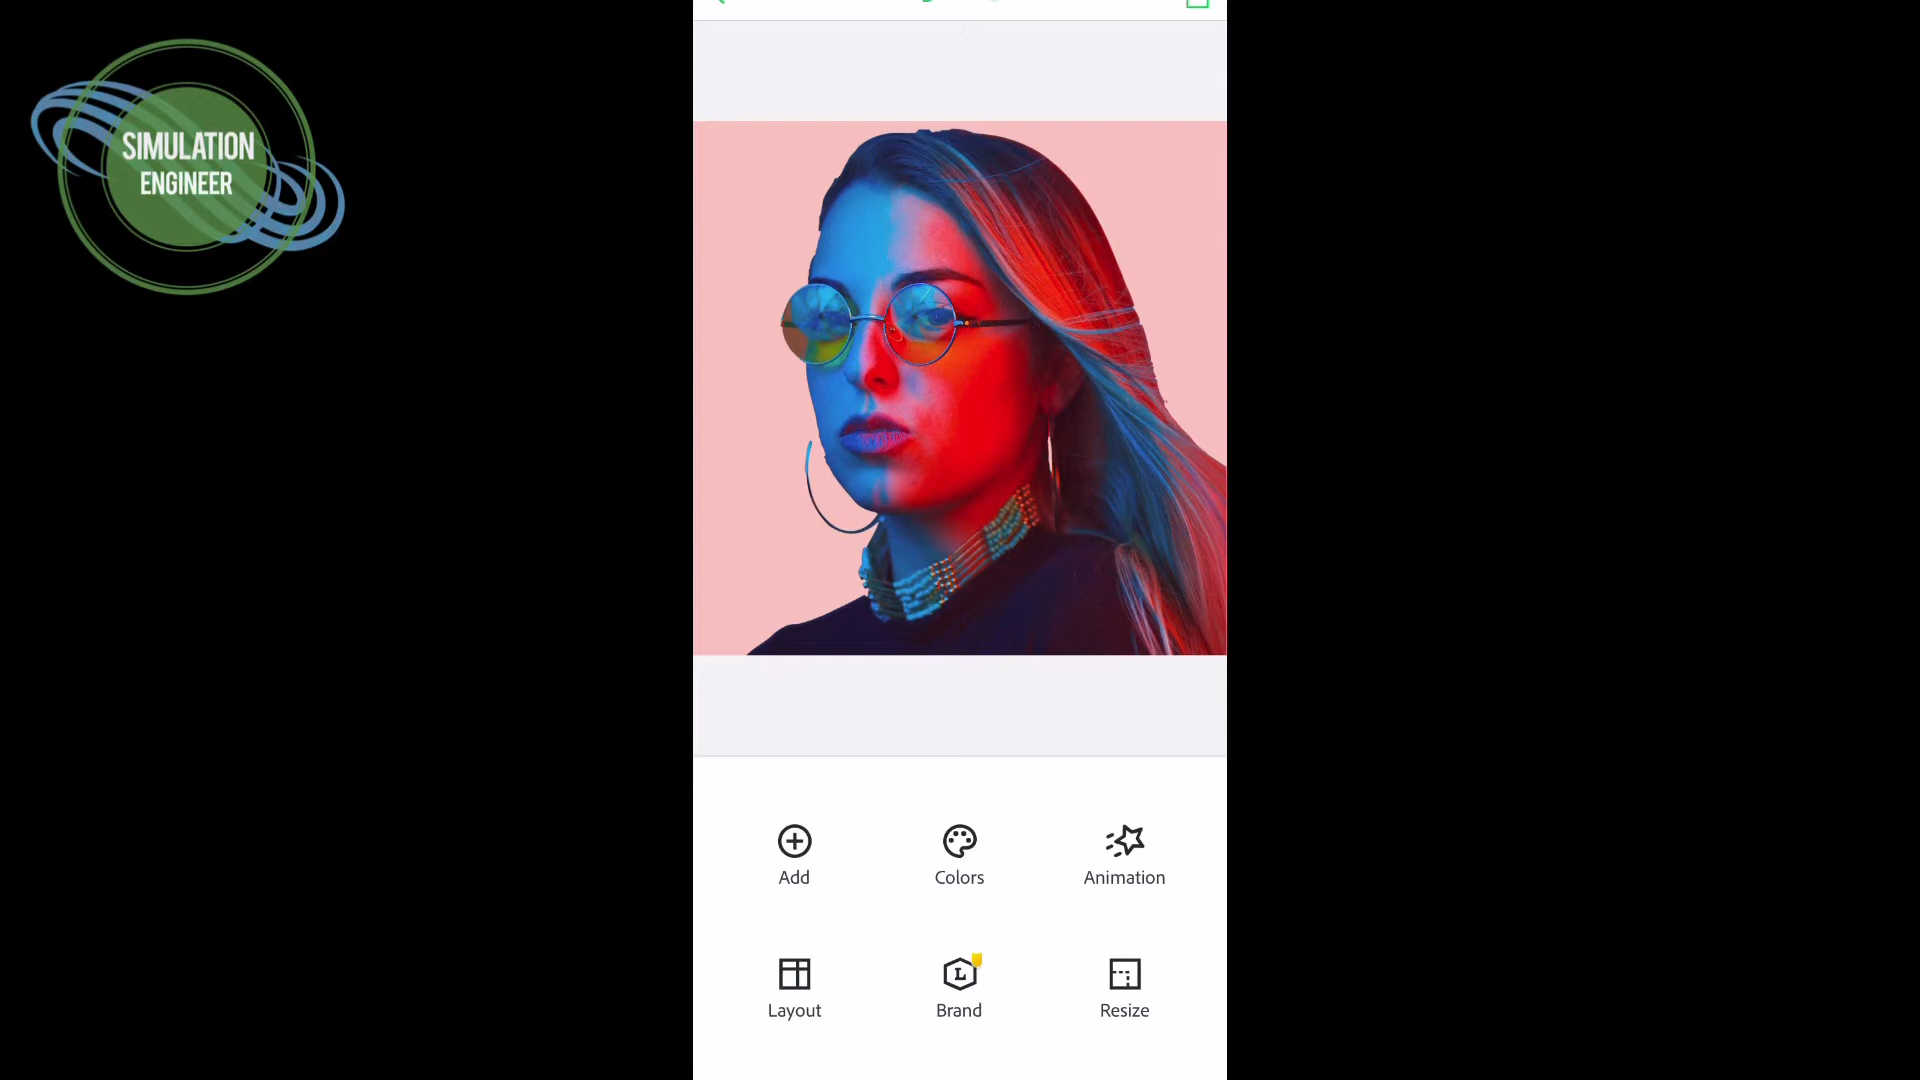 SIMULATION
ENGINEER
Add
Colors
Animation
Layout
L
Brand
Resize